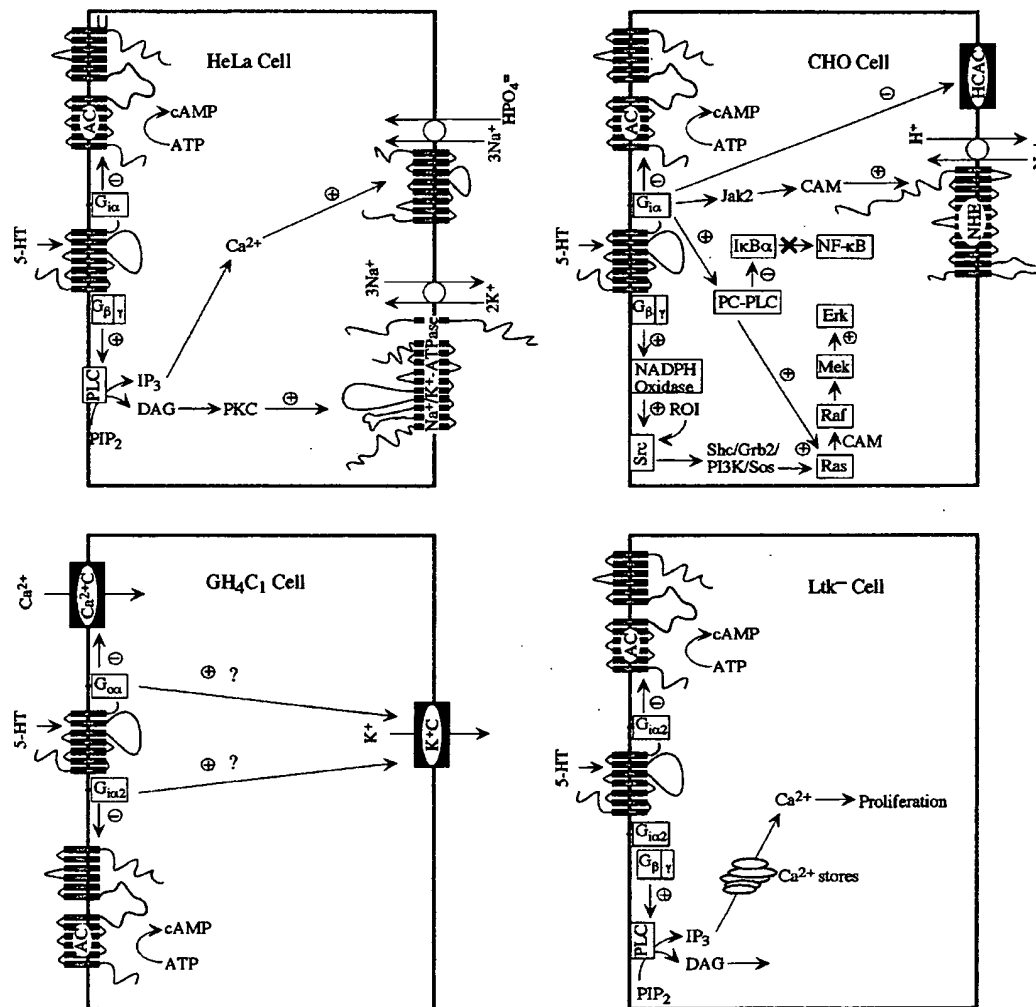 HeLa Cell
AC
cAMP
ATP
⊖
Giα
5-HT
Gβ γ
⊕
PLC
IP3
DAG
PKC
⊕
PIP2
Ca2+
⊕
HPO4=
3Na+
3Na+
2K+
Na+/K+-ATPase
CHO Cell
AC
cAMP
ATP
⊖
Giα
5-HT
Gβ γ
⊕
NADPH
Oxidase
⊕ ROI
Src
Shc/Grb2/
PI3K/Sos
⊕
Ras
CAM
Raf
Mek
⊕
Erk
⊖
HCAC
Jak2
CAM
⊕
H+
NHE
⊕
IκBα
NF-κB
⊖
PC-PLC
⊕
GH4C1 Cell
Ca2+
Ca2+C
⊖
Goα
⊕ ?
5-HT
K+
K+C
Giα2
⊕ ?
⊖
AC
cAMP
ATP
Ltk− Cell
AC
cAMP
ATP
⊖
Giα2
5-HT
Giα2
Gβ γ
⊕
PLC
IP3
DAG
PIP2
Ca2+ stores
Ca2+
Proliferation